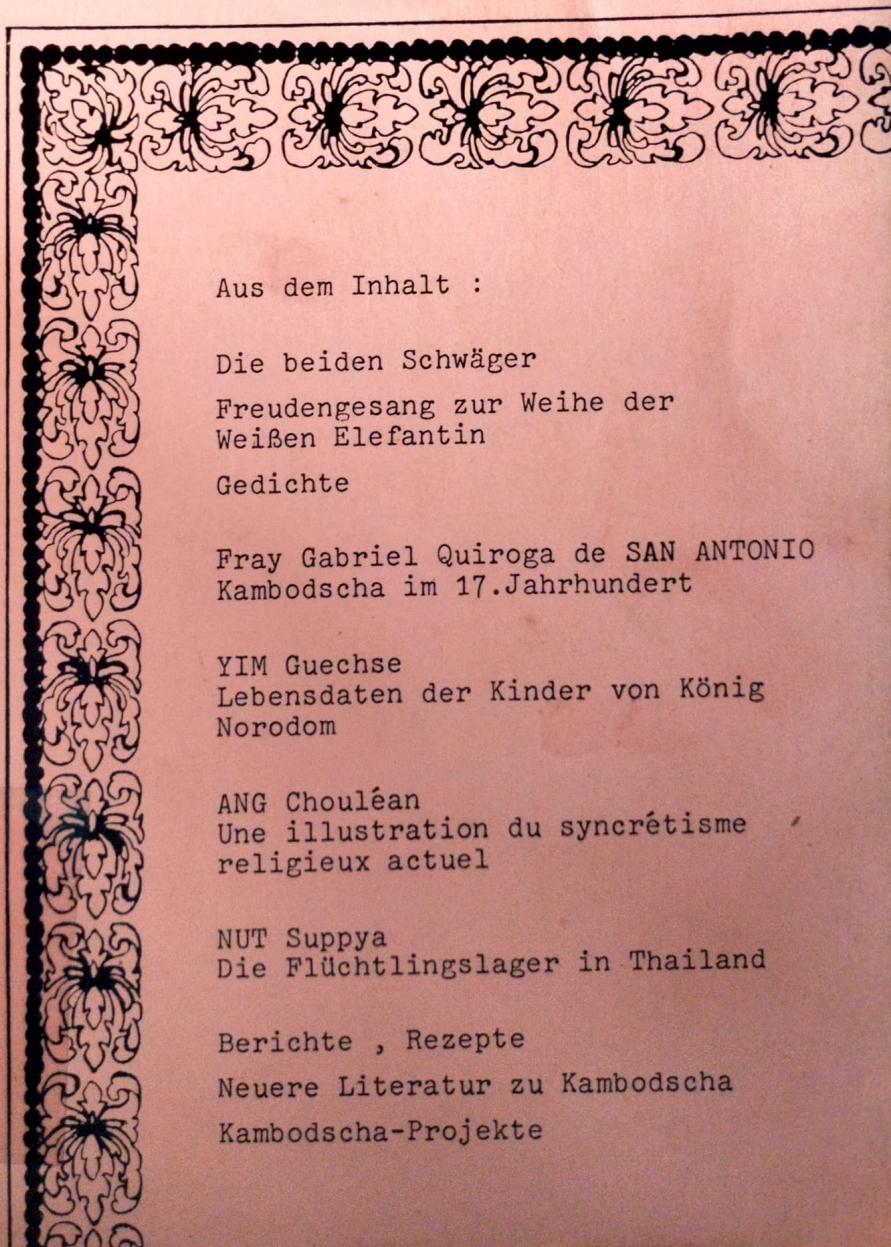 Aus dem Inhalt :
Die beiden Schwäger
Freudengesang zur Weihe der
Weißen Elefantin
Gedichte
Fray Gabriel Quiroga de SAN ANTONIO
Kambodscha im 17.Jahrhundert
YIM Guechse
Lebensdaten der Kinder von König
Norodom
ANG Chouléan
Une illustration du syncrétisme
religieux actuel
NUT Suppya
Die Flüchtlingslager in Thailand
Berichte , Rezepte
Neuere Literatur zu Kambodscha
Kambodscha-Projekte